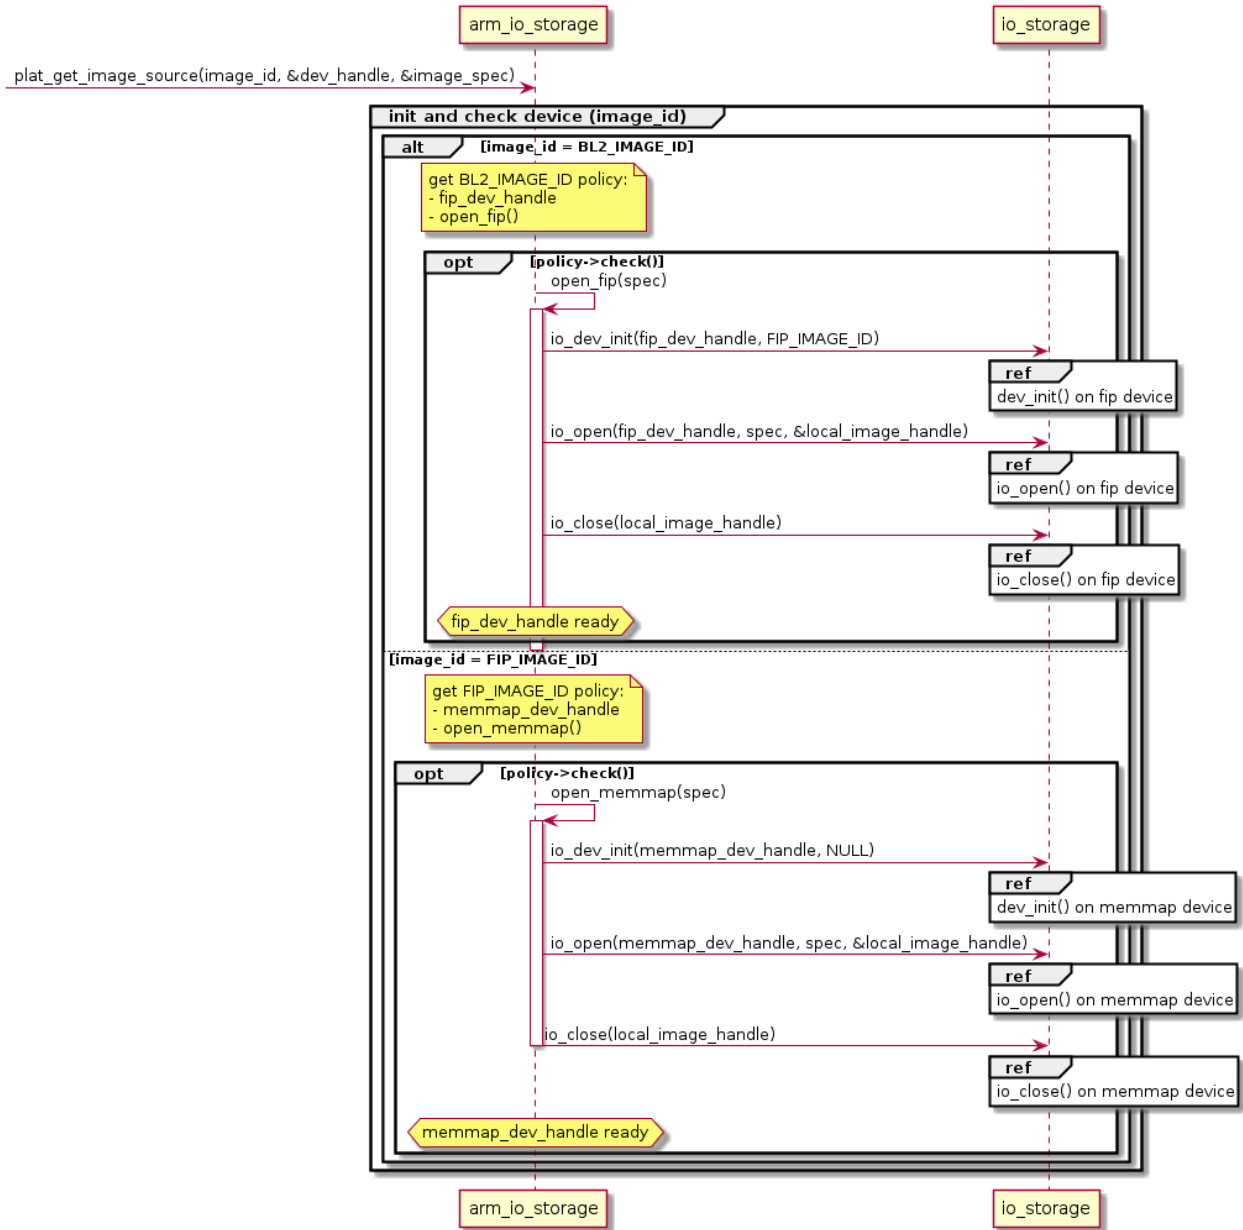 arm_io_storage
io_storage
plat_get_image_source(image_id, &dev_handle, &image_spec)
init and check device (image_id)
alt
[image_id = BL2_IMAGE_ID]
get BL2_IMAGE_ID policy:
- fip_dev_handle
- open_fip()
opt
[policy->check()]
open_fip(spec)
io_dev_init(fip_dev_handle, FIP_IMAGE_ID)
ref
dev_init() on fip device
io_open(fip_dev_handle, spec, &local_image_handle)
ref
io_open() on fip device
io_close(local_image_handle)
ref
io_close() on fip device
fip_dev_handle ready
[image_id = FIP_IMAGE_ID]
get FIP_IMAGE_ID policy:
- memmap_dev_handle
- open_memmap()
opt
[policy->check()]
open_memmap(spec)
io_dev_init(memmap_dev_handle, NULL)
ref
dev_init() on memmap device
io_open(memmap_dev_handle, spec, &local_image_handle)
ref
io_open() on memmap device
io_close(local_image_handle)
ref
io_close() on memmap device
memmap_dev_handle ready
arm_io_storage
io_storage